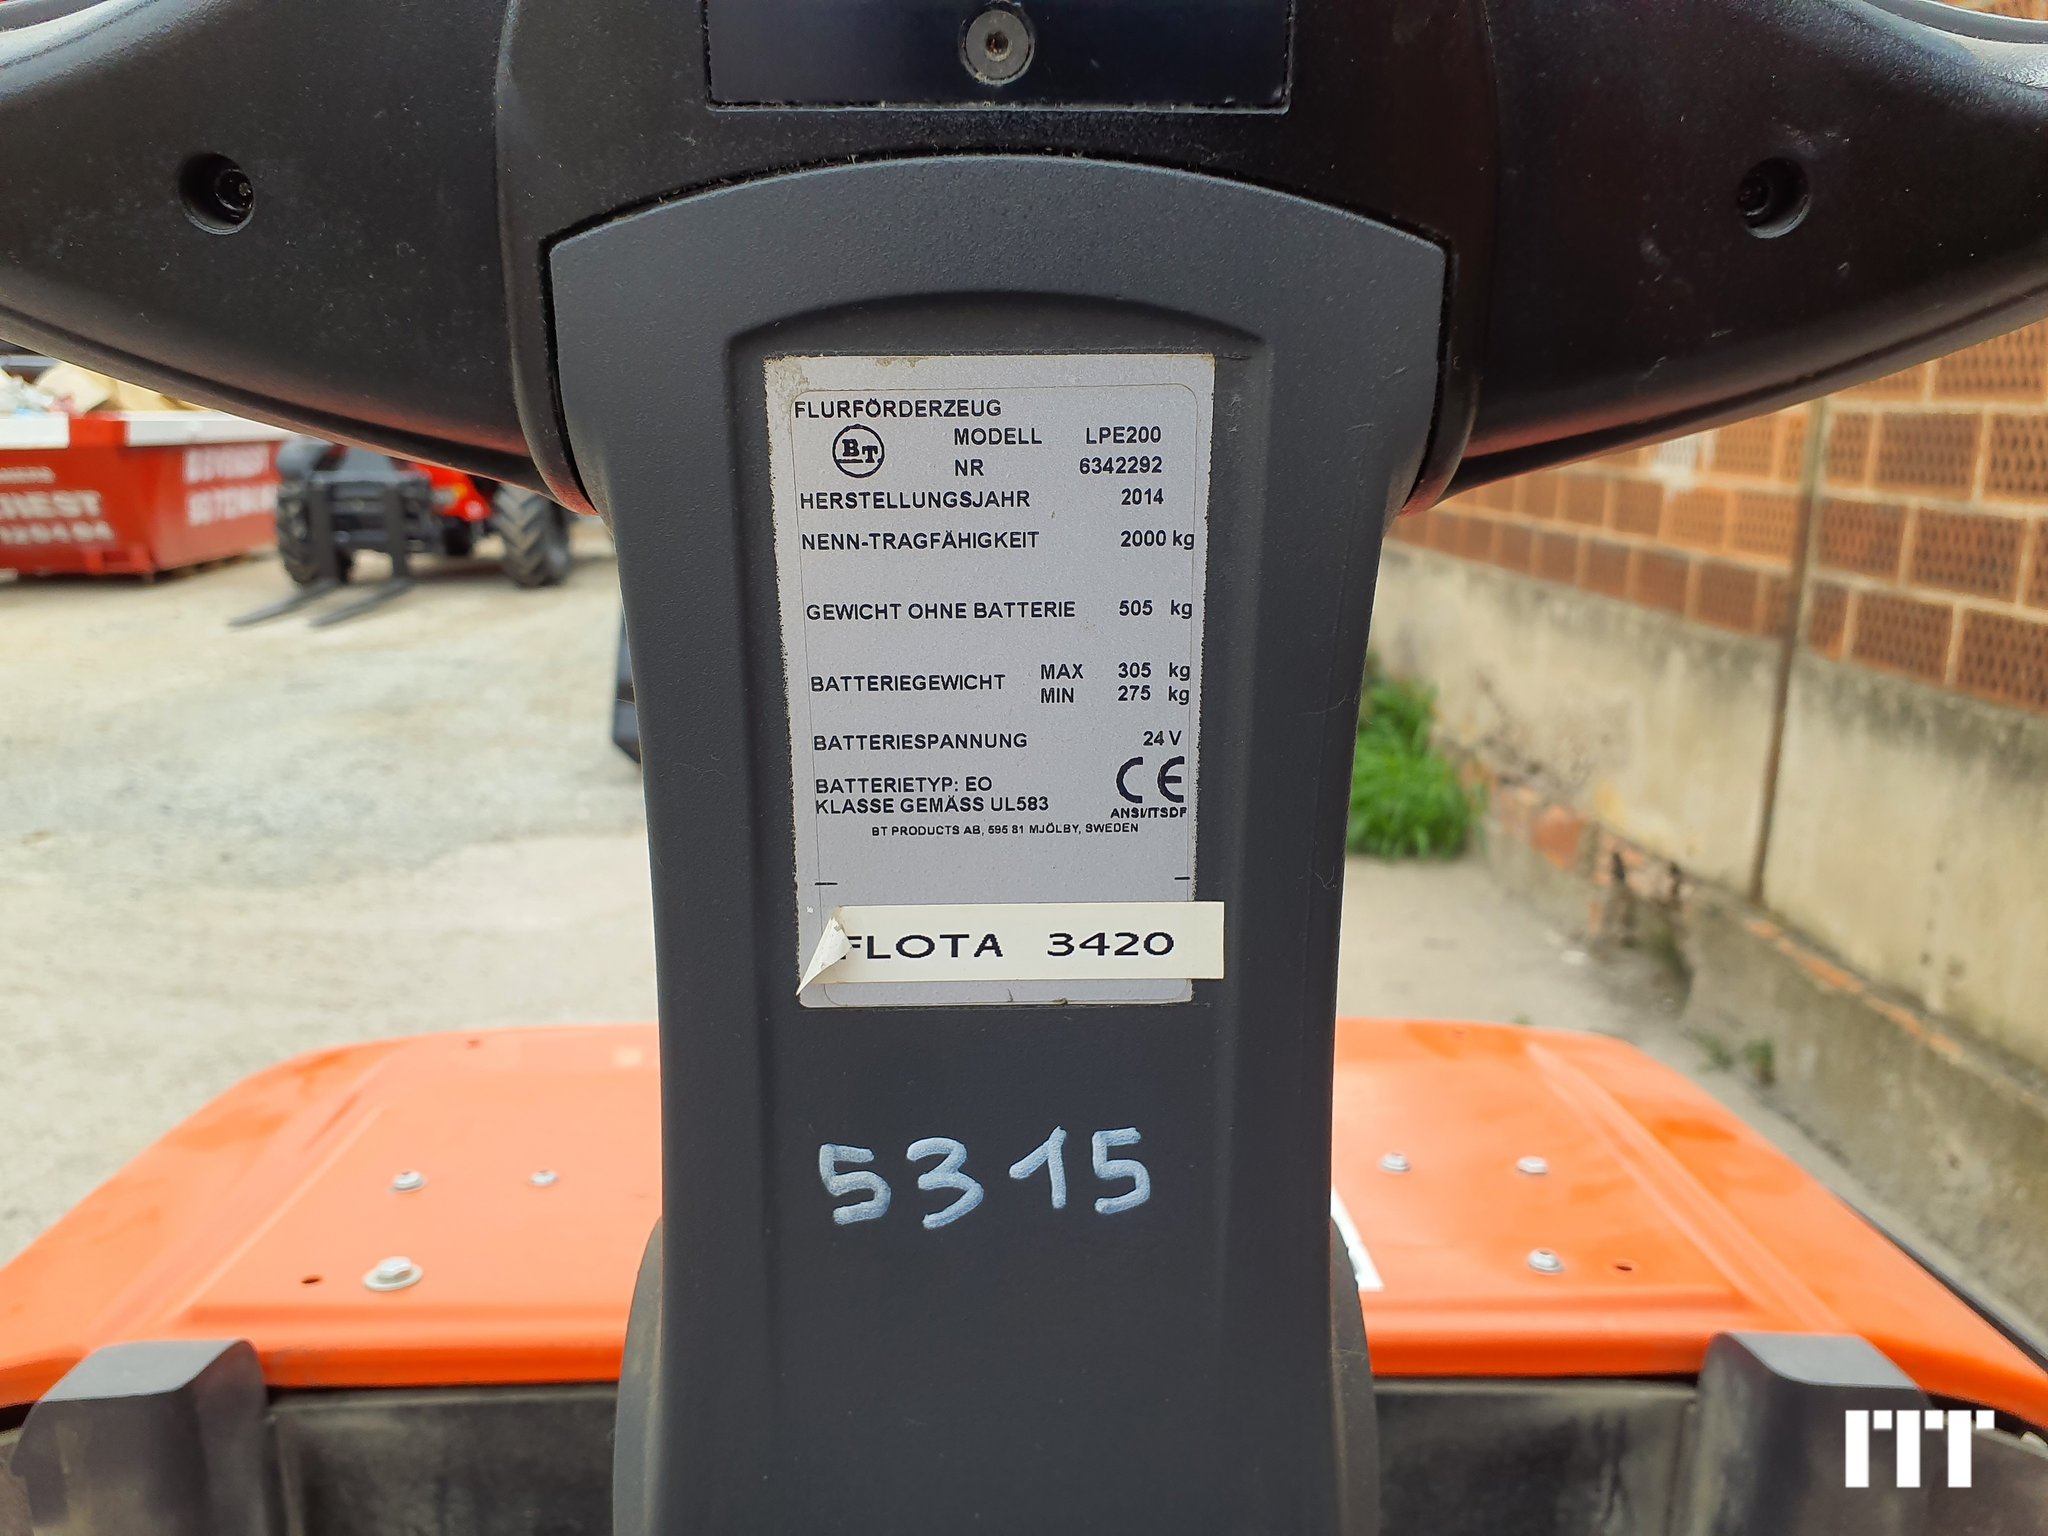 FLURFÖRDERZEUG
BT MODELL LPE200
NR 6342292
HERSTELLUNGSJAHR 2014
NENN-TRAGFÄHIGKEIT 2000 kg
GEWICHT OHNE BATTERIE 505 kg
BATTERIEGEWICHT MAX 305 kg
MIN 275 kg
BATTERIESPANNUNG 24 V
BATTERIETYP: EO
KLASSE GEMÄSS UL583
CE
ANSI/ITSDF
BT PRODUCTS AB, 595 81 MJÖLBY, SWEDEN
FLOTA 3420
5315